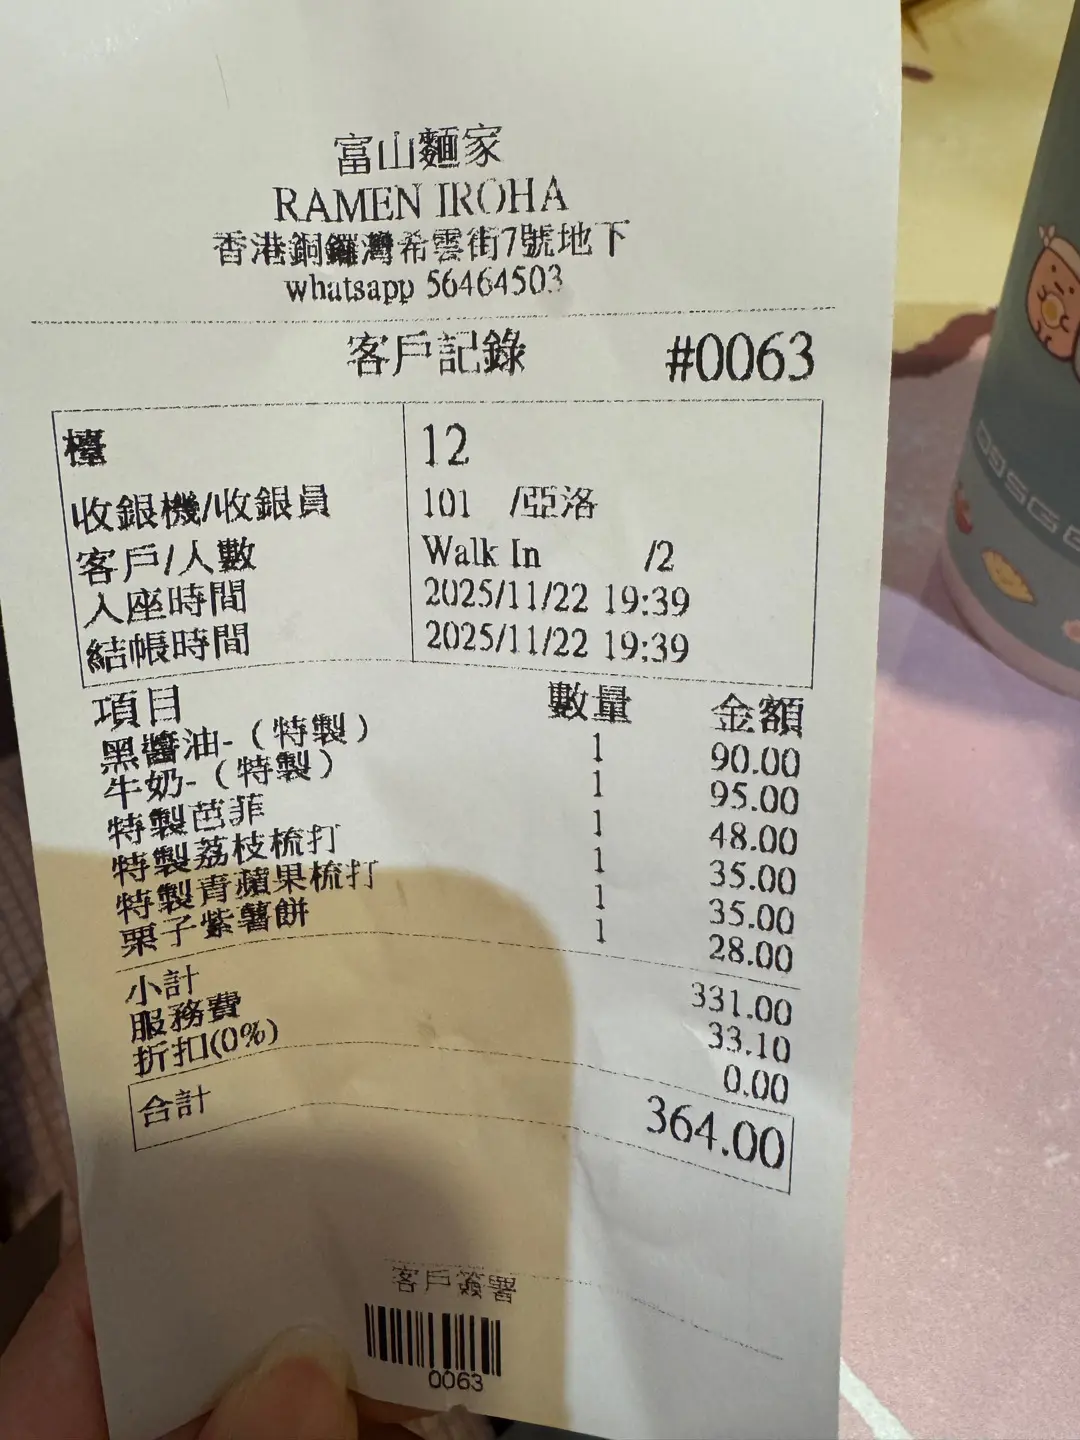 富山麵家
RAMEN IROHA
香港銅鑼灣希雲街7號地下
whatsapp 56464503
客戶記錄 #0063
檯 12
收銀機/收銀員 101 /亞洛
客戶/人數 Walk In /2
入座時間 2025/11/22 19:39
結帳時間 2025/11/22 19:39
項目 數量 金額
黑醬油-（特製） 1 90.00
牛奶-（特製） 1 95.00
特製芭菲 1 48.00
特製荔枝梳打 1 35.00
特製青蘋果梳打 1 35.00
栗子紫薯餅 1 28.00
小計 331.00
服務費 33.10
折扣(0%) 0.00
合計 364.00
客戶簽署
0063